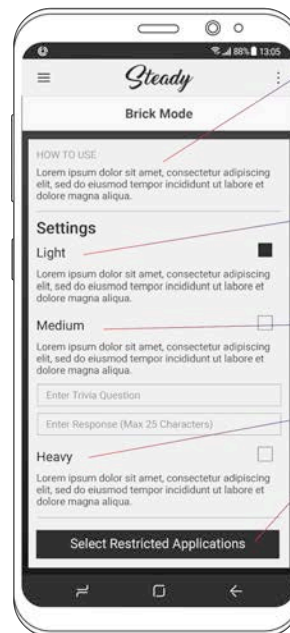 88% 13:05
Steady
Brick Mode
HOW TO USE
Lorem ipsum dolor sit amet, consectetur adipiscing
elit, sed do eiusmod tempor incididunt ut labore et
dolore magna aliqua.
Settings
Light
Lorem ipsum dolor sit amet, consectetur adipiscing
elit, sed do eiusmod tempor incididunt ut labore et
dolore magna aliqua.
Medium
Lorem ipsum dolor sit amet, consectetur adipiscing
elit, sed do eiusmod tempor incididunt ut labore et
dolore magna aliqua.
Enter Trivia Question
Enter Response (Max 25 Characters)
Heavy
Lorem ipsum dolor sit amet, consectetur adipiscing
elit, sed do eiusmod tempor incididunt ut labore et
dolore magna aliqua.
Select Restricted Applications